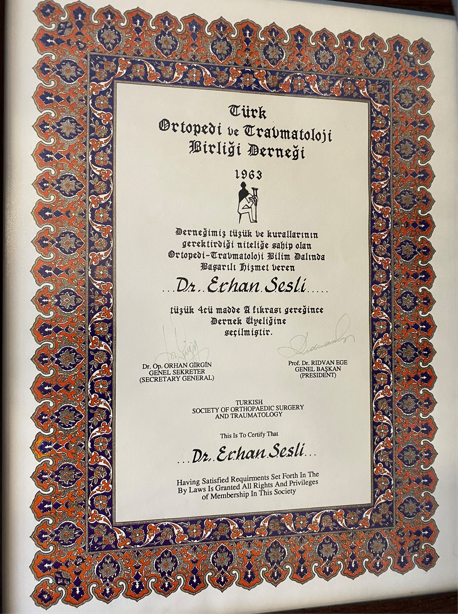 Türk
Ortopedi ve Travmatoloji
Birliği Derneği
1963
Derneğimiz tüzük ve kurallarının
gerektirdiği niteliğe sahip olan
Ortopedi-Travmatoloji Bilim Dalında
Başarılı Hizmet veren
...Dr. Erhan Sesli.....
tüzük 4cü madde A fıkrası gereğince
Dernek Üyeliğine
seçilmiştir.
Dr. Op. ORHAN GİRGİN
GENEL SEKRETER
(SECRETARY GENERAL)
Prof. Dr. RIDVAN EGE
GENEL BAŞKAN
(PRESIDENT)
TURKISH
SOCIETY OF ORTHOPAEDIC SURGERY
AND TRAUMATOLOGY
This Is To Certify That
...Dr. Erhan Sesli...
Having Satisfied Requirments Set Forth In The
By Laws Is Granted All Rights And Privileges
of Membership In This Society